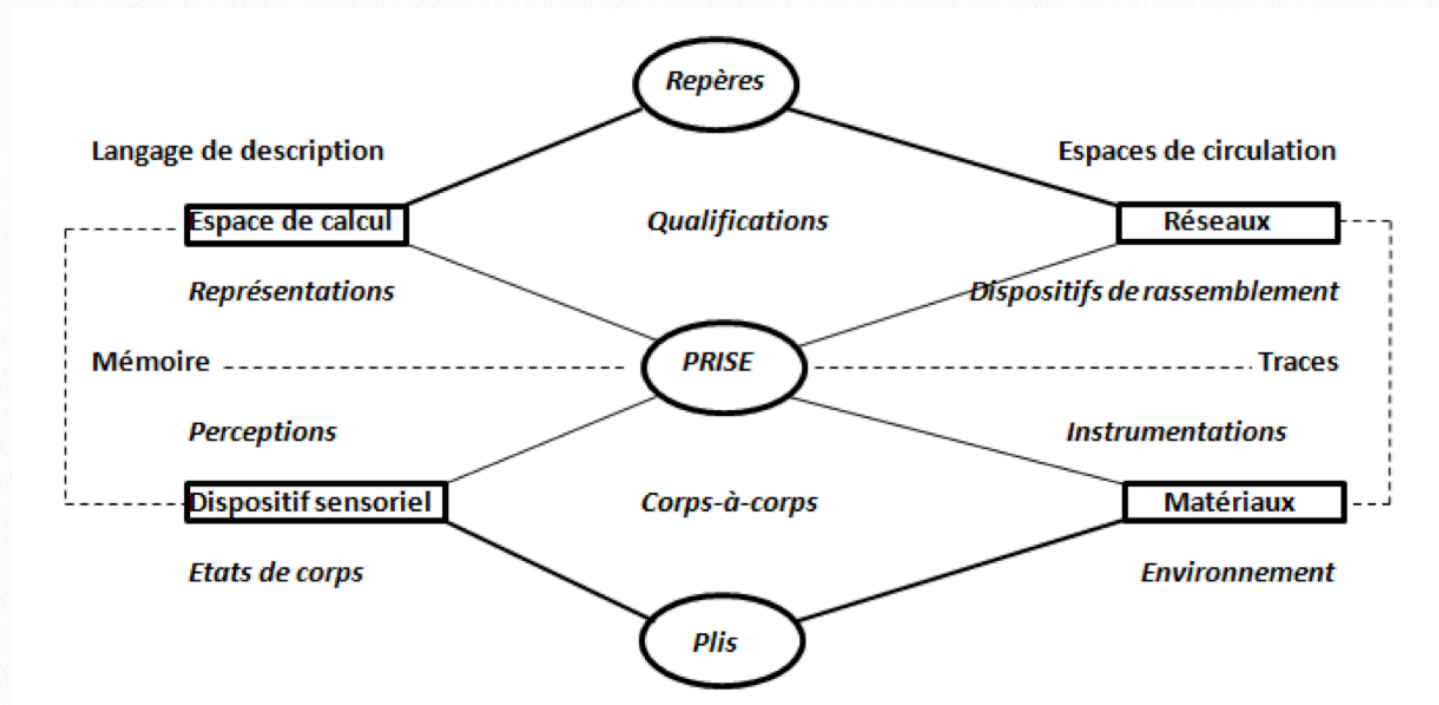 Repères
Langage de description
Espaces de circulation
Espace de calcul
Qualifications
Réseaux
Représentations
Dispositifs de rassemblement
Mémoire
PRISE
Traces
Perceptions
Instrumentations
Dispositif sensoriel
Corps-à-corps
Matériaux
Etats de corps
Environnement
Plis